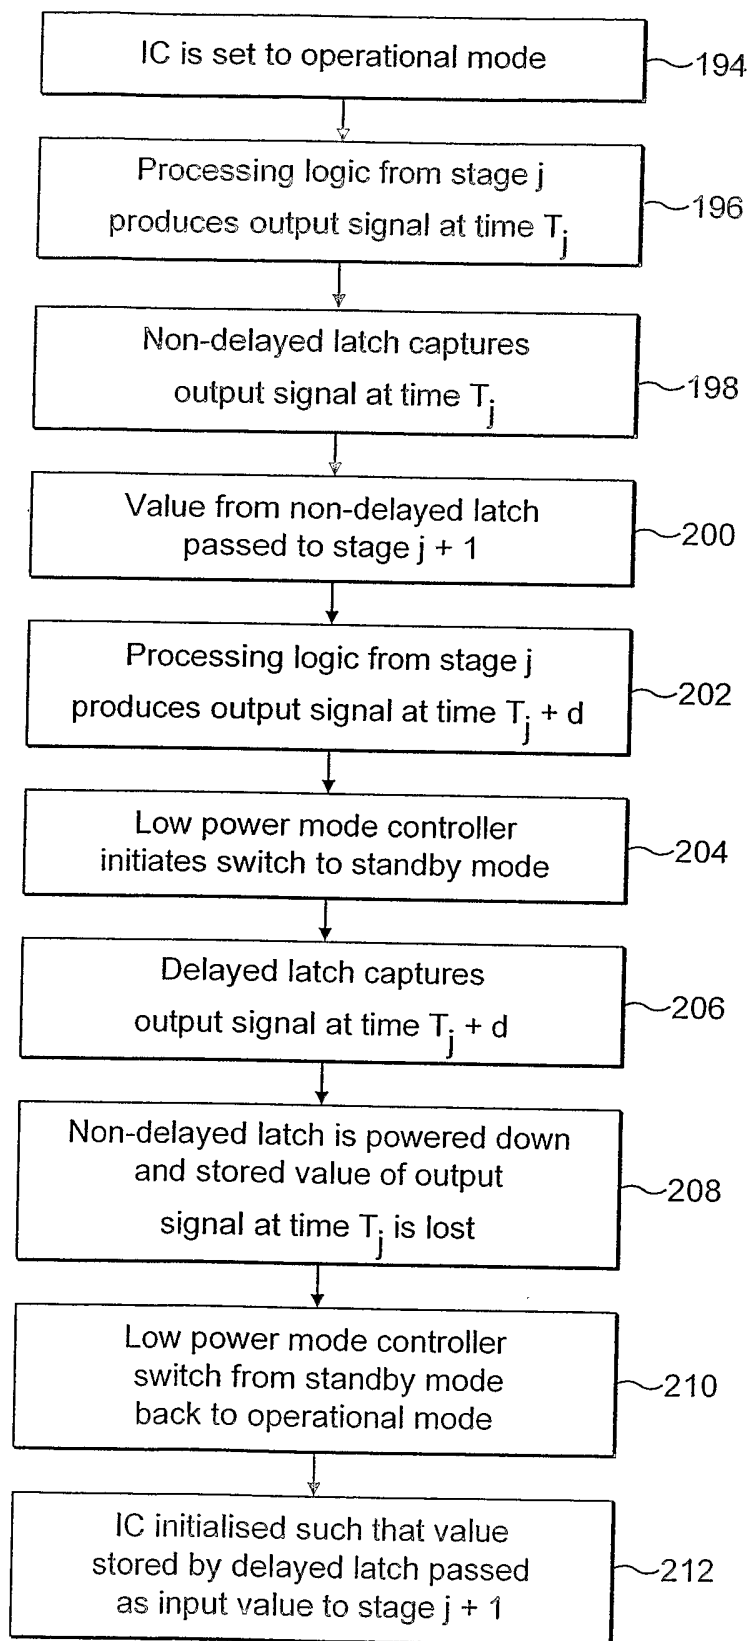 IC is set to operational mode
194
Processing logic from stage j
produces output signal at time Tj
196
Non-delayed latch captures
output signal at time Tj
198
Value from non-delayed latch
passed to stage j + 1
200
Processing logic from stage j
produces output signal at time Tj + d
202
Low power mode controller
initiates switch to standby mode
204
Delayed latch captures
output signal at time Tj + d
206
Non-delayed latch is powered down
and stored value of output
signal at time Tj is lost
208
Low power mode controller
switch from standby mode
back to operational mode
210
IC initialised such that value
stored by delayed latch passed
as input value to stage j + 1
212